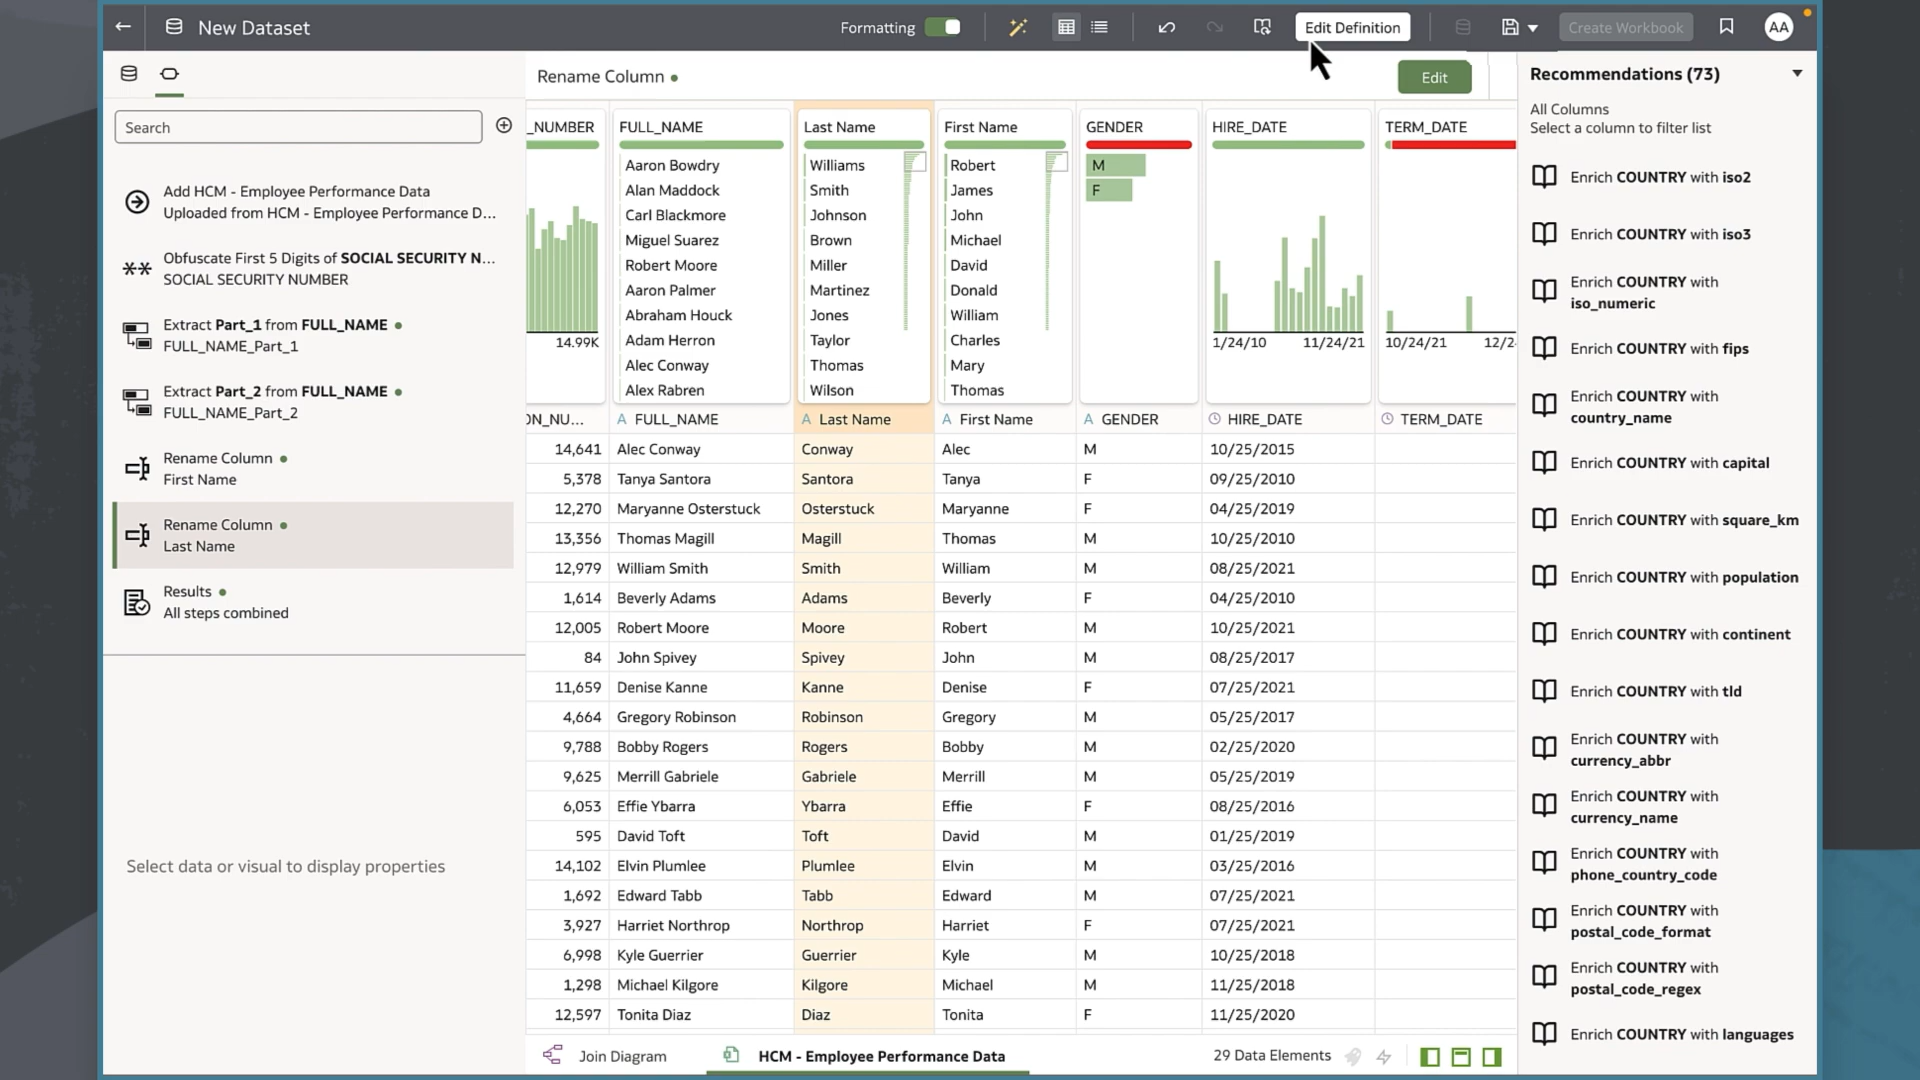 New Dataset
Formatting
Edit Definition
Create Workbook
AA
Search
Add HCM - Employee Performance Data
Uploaded from HCM - Employee Performance D...
Obfuscate First 5 Digits of SOCIAL SECURITY N...
SOCIAL SECURITY NUMBER
Extract Part_1 from FULL_NAME
FULL_NAME_Part_1
Extract Part_2 from FULL_NAME
FULL_NAME_Part_2
Rename Column
First Name
Rename Column
Last Name
Results
All steps combined
Select data or visual to display properties
Rename Column
Edit
_NUMBER
14.99K
FULL_NAME
Aaron Bowdry
Alan Maddock
Carl Blackmore
Miguel Suarez
Robert Moore
Aaron Palmer
Abraham Houck
Adam Herron
Alec Conway
Alex Rabren
Last Name
Williams
Smith
Johnson
Brown
Miller
Martinez
Jones
Taylor
Thomas
Wilson
First Name
Robert
James
John
Michael
David
Donald
William
Charles
Mary
Thomas
GENDER
M
F
HIRE_DATE
1/24/10 11/24/21
TERM_DATE
10/24/21 12/2
ON_NU... A FULL_NAME A Last Name A First Name A GENDER HIRE_DATE TERM_DATE
14,641 Alec Conway Conway Alec M 10/25/2015
5,378 Tanya Santora Santora Tanya F 09/25/2010
12,270 Maryanne Osterstuck Osterstuck Maryanne F 04/25/2019
13,356 Thomas Magill Magill Thomas M 10/25/2010
12,979 William Smith Smith William M 08/25/2021
1,614 Beverly Adams Adams Beverly F 04/25/2010
12,005 Robert Moore Moore Robert M 10/25/2021
84 John Spivey Spivey John M 08/25/2017
11,659 Denise Kanne Kanne Denise F 07/25/2021
4,664 Gregory Robinson Robinson Gregory M 05/25/2017
9,788 Bobby Rogers Rogers Bobby M 02/25/2020
9,625 Merrill Gabriele Gabriele Merrill M 05/25/2019
6,053 Effie Ybarra Ybarra Effie F 08/25/2016
595 David Toft Toft David M 01/25/2019
14,102 Elvin Plumlee Plumlee Elvin M 03/25/2016
1,692 Edward Tabb Tabb Edward M 07/25/2021
3,927 Harriet Northrop Northrop Harriet F 07/25/2021
6,998 Kyle Guerrier Guerrier Kyle M 10/25/2018
1,298 Michael Kilgore Kilgore Michael M 11/25/2018
12,597 Tonita Diaz Diaz Tonita F 11/25/2020
Join Diagram
HCM - Employee Performance Data
29 Data Elements
Recommendations (73)
All Columns
Select a column to filter list
Enrich COUNTRY with iso2
Enrich COUNTRY with iso3
Enrich COUNTRY with
iso_numeric
Enrich COUNTRY with fips
Enrich COUNTRY with
country_name
Enrich COUNTRY with capital
Enrich COUNTRY with square_km
Enrich COUNTRY with population
Enrich COUNTRY with continent
Enrich COUNTRY with tld
Enrich COUNTRY with
currency_abbr
Enrich COUNTRY with
currency_name
Enrich COUNTRY with
phone_country_code
Enrich COUNTRY with
postal_code_format
Enrich COUNTRY with
postal_code_regex
Enrich COUNTRY with languages